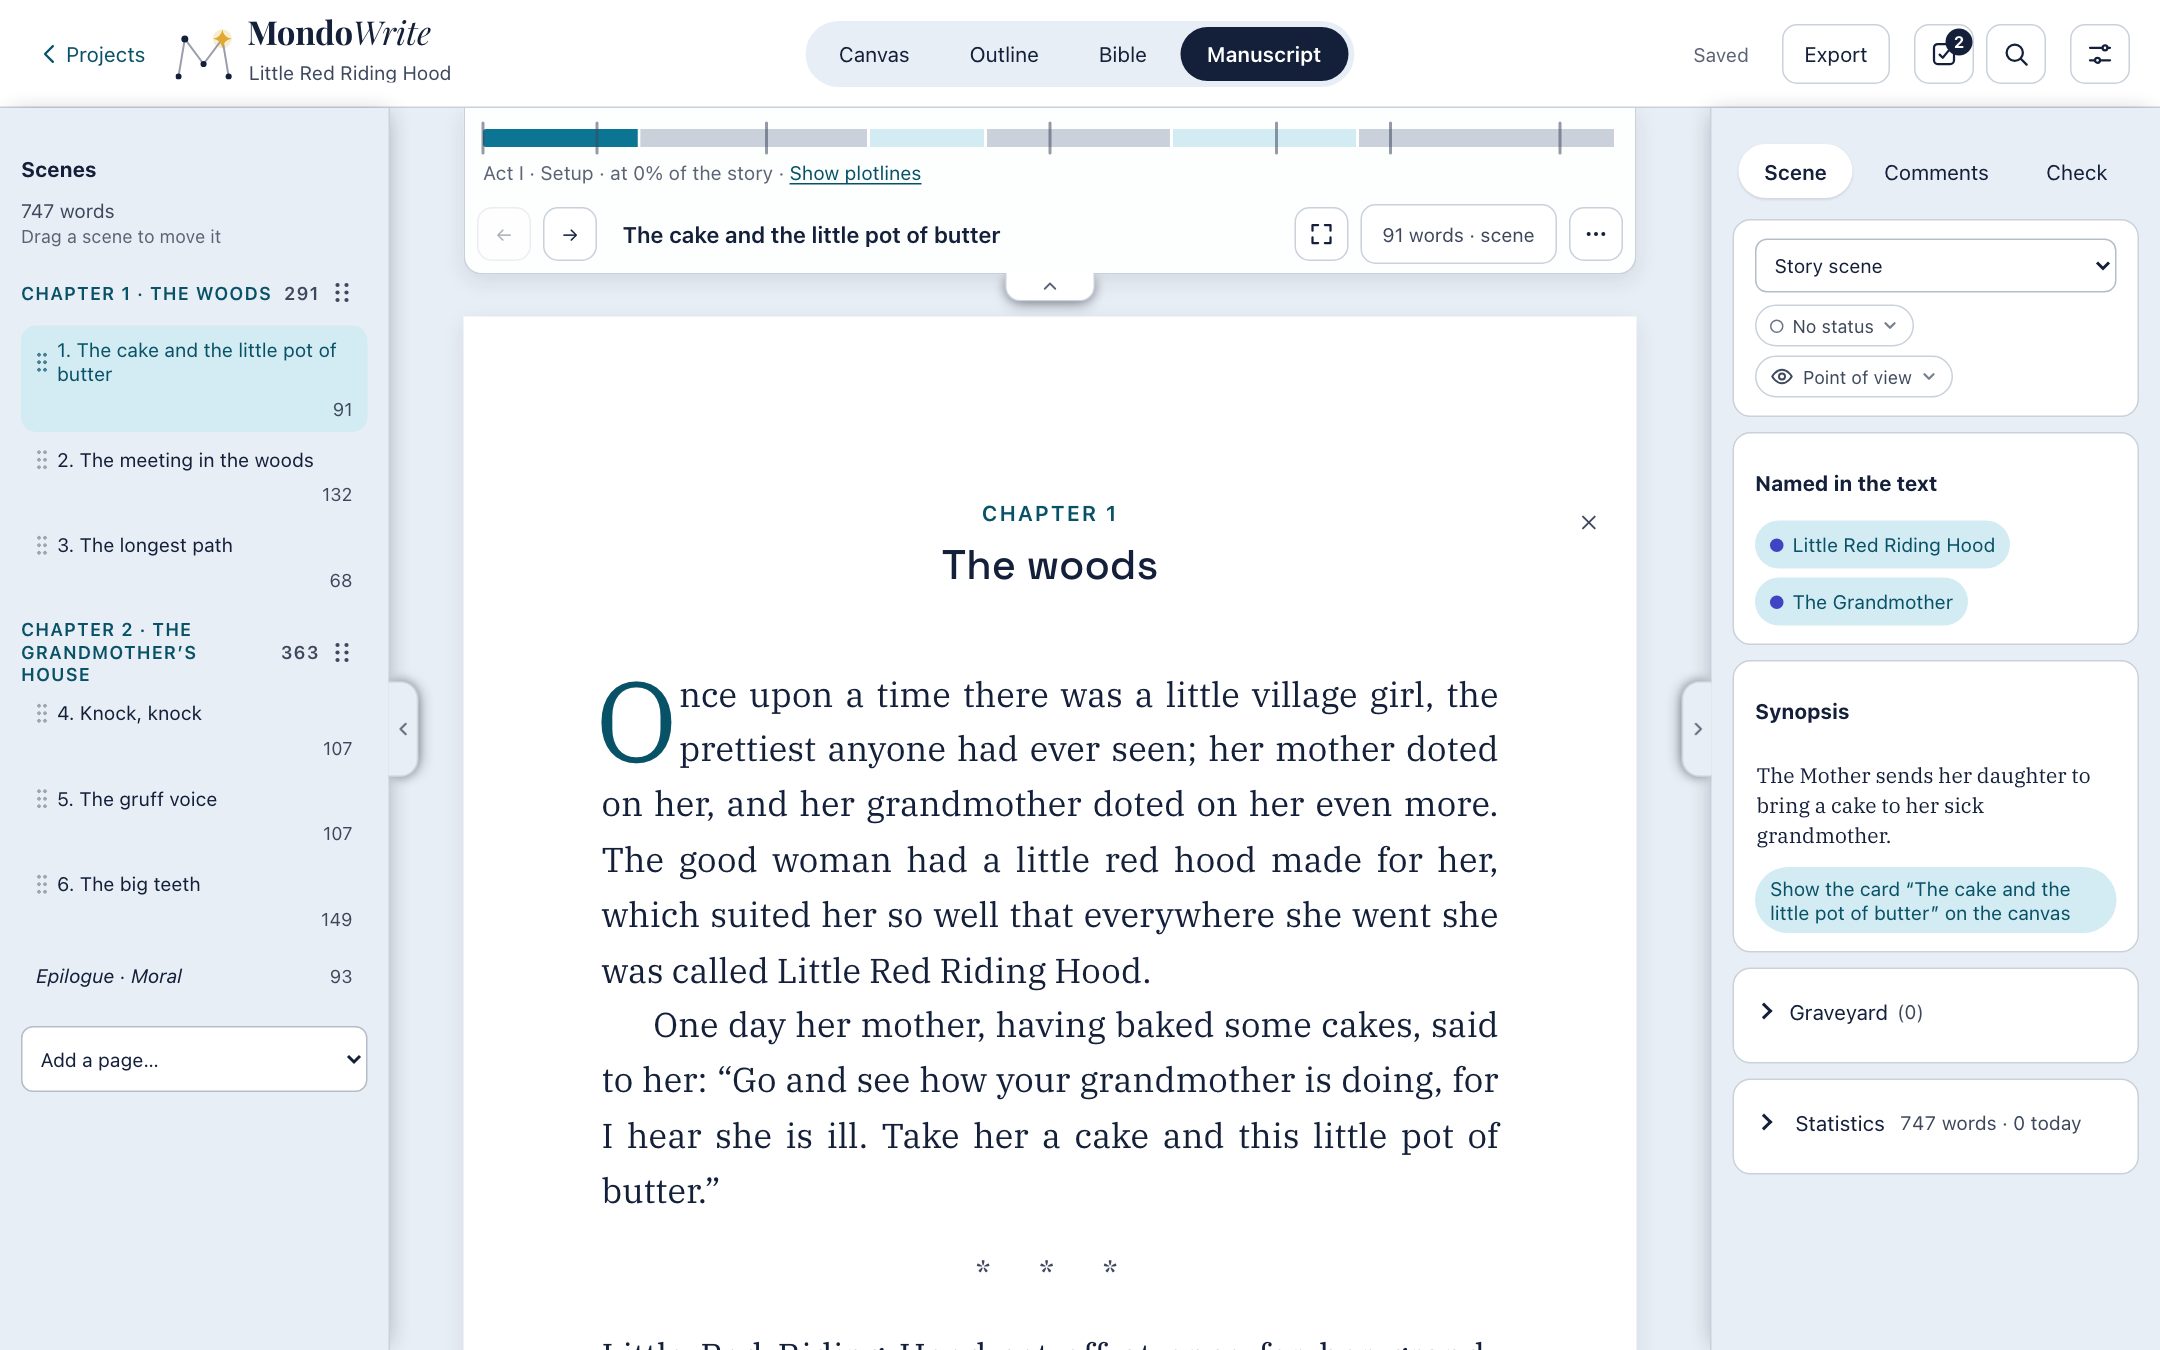 Projects
MondoWrite
Little Red Riding Hood
Canvas
Outline
Bible
Manuscript
Saved
Export
2
Scenes
747 words
Drag a scene to move it
CHAPTER 1 · THE WOODS 291
1. The cake and the little pot of
butter
91
2. The meeting in the woods
132
3. The longest path
68
CHAPTER 2 · THE
GRANDMOTHER’S
HOUSE
363
4. Knock, knock
107
5. The gruff voice
107
6. The big teeth
149
Epilogue · Moral 93
Add a page...
Act I · Setup · at 0% of the story · Show plotlines
The cake and the little pot of butter
91 words · scene
CHAPTER 1
The woods
Once upon a time there was a little village girl, the
prettiest anyone had ever seen; her mother doted
on her, and her grandmother doted on her even more.
The good woman had a little red hood made for her,
which suited her so well that everywhere she went she
was called Little Red Riding Hood.
One day her mother, having baked some cakes, said
to her: “Go and see how your grandmother is doing, for
I hear she is ill. Take her a cake and this little pot of
butter.”
* * *
Little Red Riding Hood set off at once for her grand-
Scene
Comments
Check
Story scene
No status
Point of view
Named in the text
Little Red Riding Hood
The Grandmother
Synopsis
The Mother sends her daughter to
bring a cake to her sick
grandmother.
Show the card “The cake and the
little pot of butter” on the canvas
Graveyard (0)
Statistics 747 words · 0 today